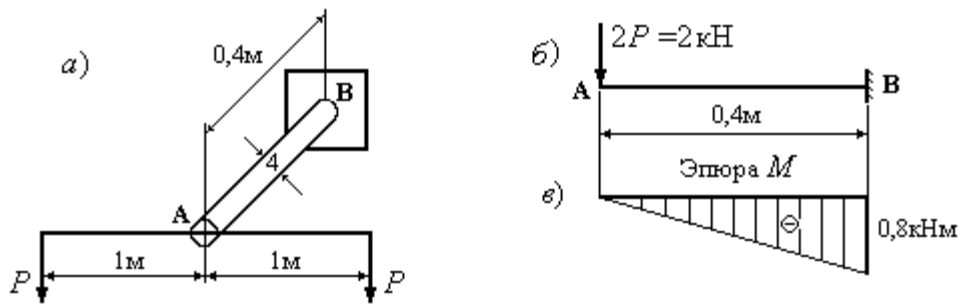 а)
0,4м
В
4
А
1м 1м
P P
б)
2P =2кН
А В
0,4м
Эпюра М
в)
⊖
0,8кНм